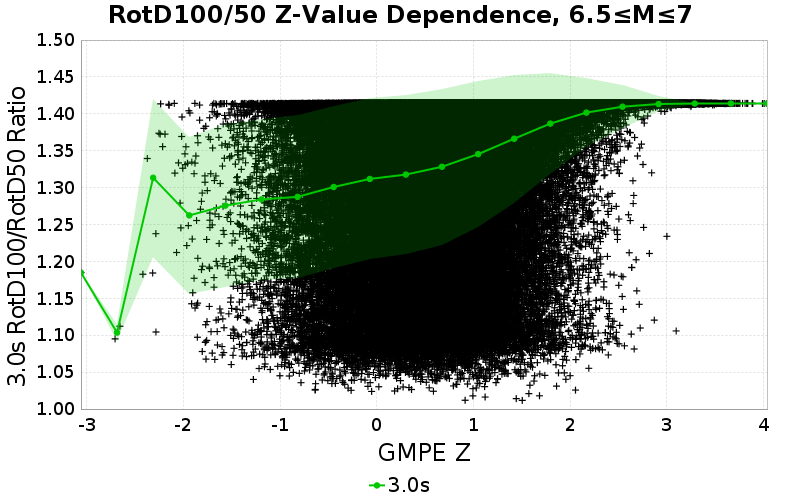 RotD100/50 Z-Value Dependence, 6.5≤M≤7
3.0s RotD100/RotD50 Ratio
1.50
1.45
1.40
1.35
1.30
1.25
1.20
1.15
1.10
1.05
1.00
-3 -2 -1 0 1 2 3 4
GMPE Z
3.0s